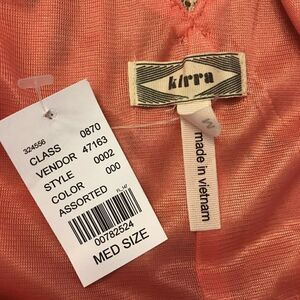 kirra
M
made in vietnam
324556
CLASS 0870
VENDOR 47163
STYLE 0002
COLOR 000
ASSORTED
00782524
MED SIZE